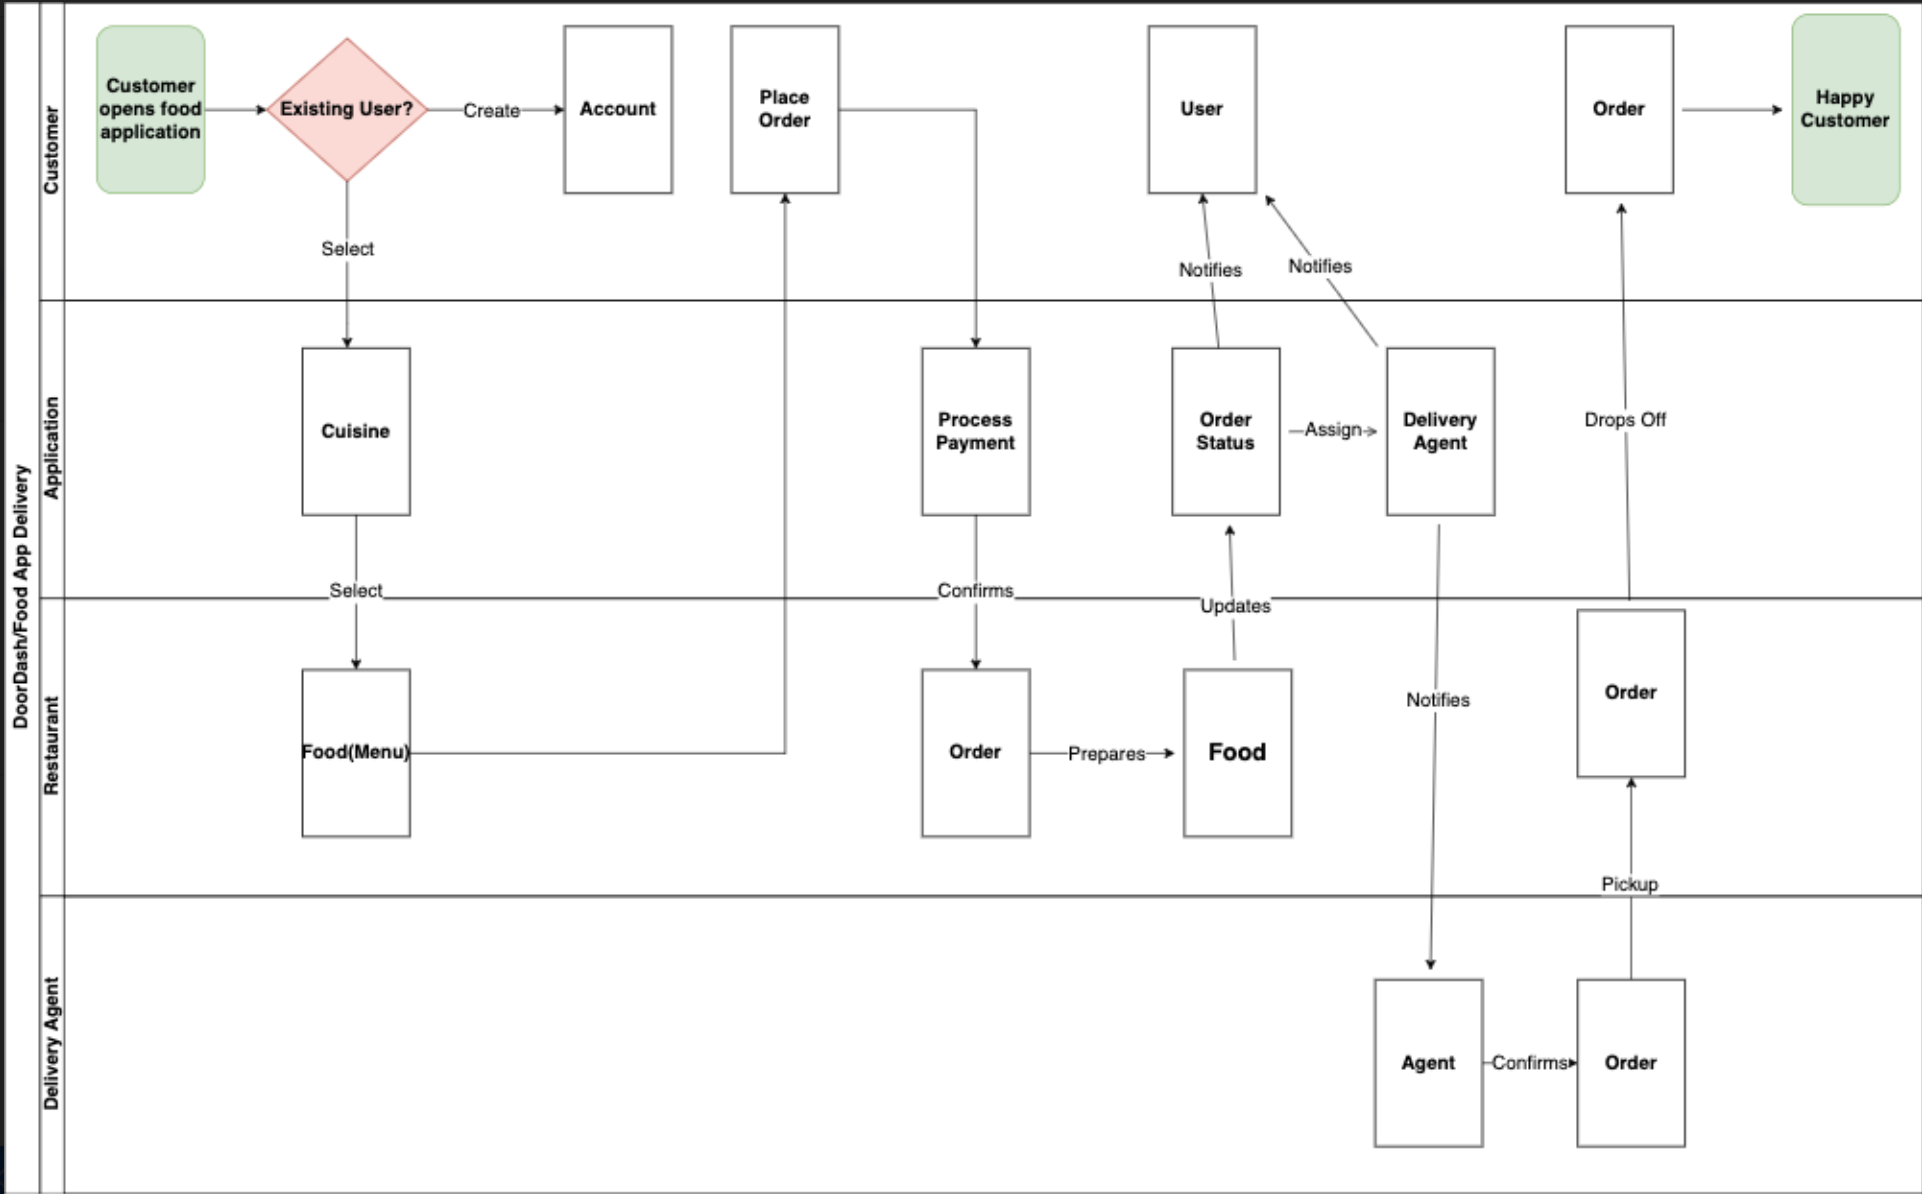 DoorDash/Food App Delivery
Customer
Customer
opens food
application
Existing User?
Create
Account
Place
Order
User
Order
Happy
Customer
Select
Notifies
Notifies
Application
Cuisine
Process
Payment
Order
Status
Assign
Delivery
Agent
Drops Off
Select
Confirms
Updates
Restaurant
Food(Menu)
Order
Prepares
Food
Notifies
Order
Pickup
Delivery Agent
Agent
Confirms
Order